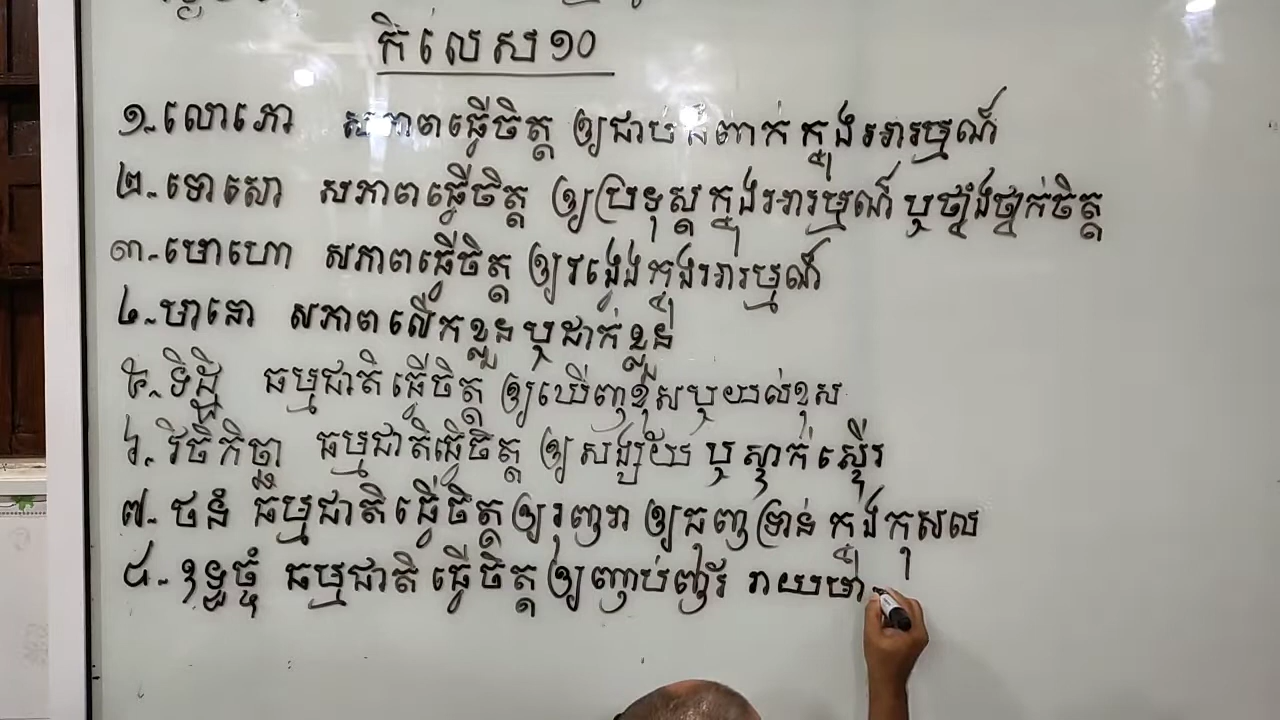 កិលេស១០
១. លោភោ សភាពធ្វើចិត្ត ឲ្យជាប់ជំពាក់ក្នុងអារម្មណ៍
២. ទោសោ សភាពធ្វើចិត្ត ឲ្យប្រទុស្តក្នុងអារម្មណ៍ ឬថ្នាំងថ្នាក់ចិត្ត
៣. មោហោ សភាពធ្វើចិត្ត ឲ្យវង្វេងក្នុងអារម្មណ៍
៤. មានោ សភាពលើកខ្លួន ឬដាក់ខ្លួន
៥. ទិដ្ឋិ ធម្មជាតិធ្វើចិត្ត ឲ្យឃើញខុស ឬយល់ខុស
៦. វិចិកិច្ឆា ធម្មជាតិធ្វើចិត្ត ឲ្យសង្ស័យ ឬស្ទាក់ស្ទើរ
៧. ថីនំ ធម្មជាតិធ្វើចិត្តឲ្យរួញរា ឲ្យធុញទ្រាន់ ក្នុងកុសល
៨. ឧទ្ធច្ចំ ធម្មជាតិ ធ្វើចិត្តឲ្យញាប់ញ័រ រាយមា